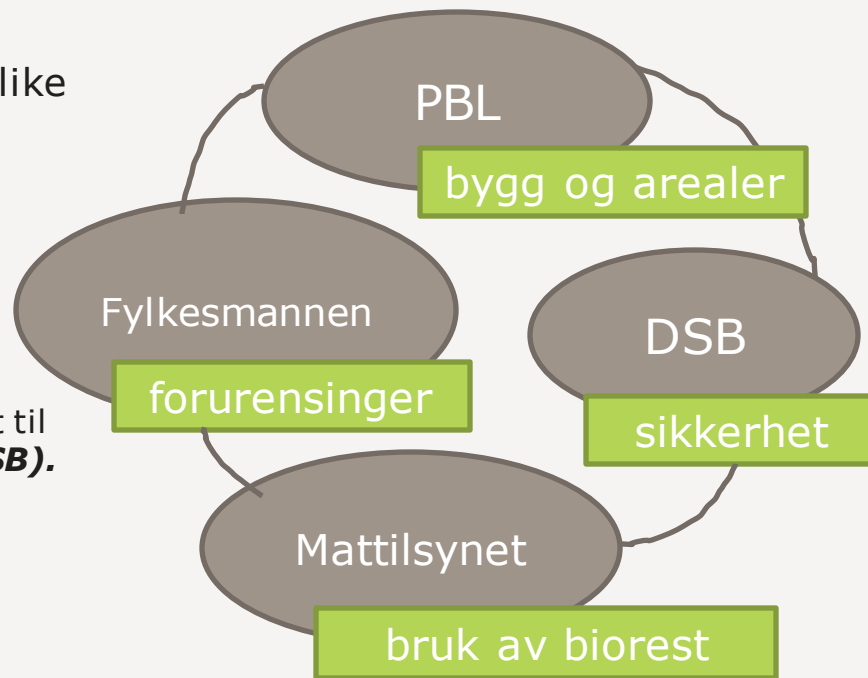 like
PBL
bygg og arealer
Fylkesmannen
DSB
forurensinger
t til
sikkerhet
SB).
Mattilsynet
bruk av biorest